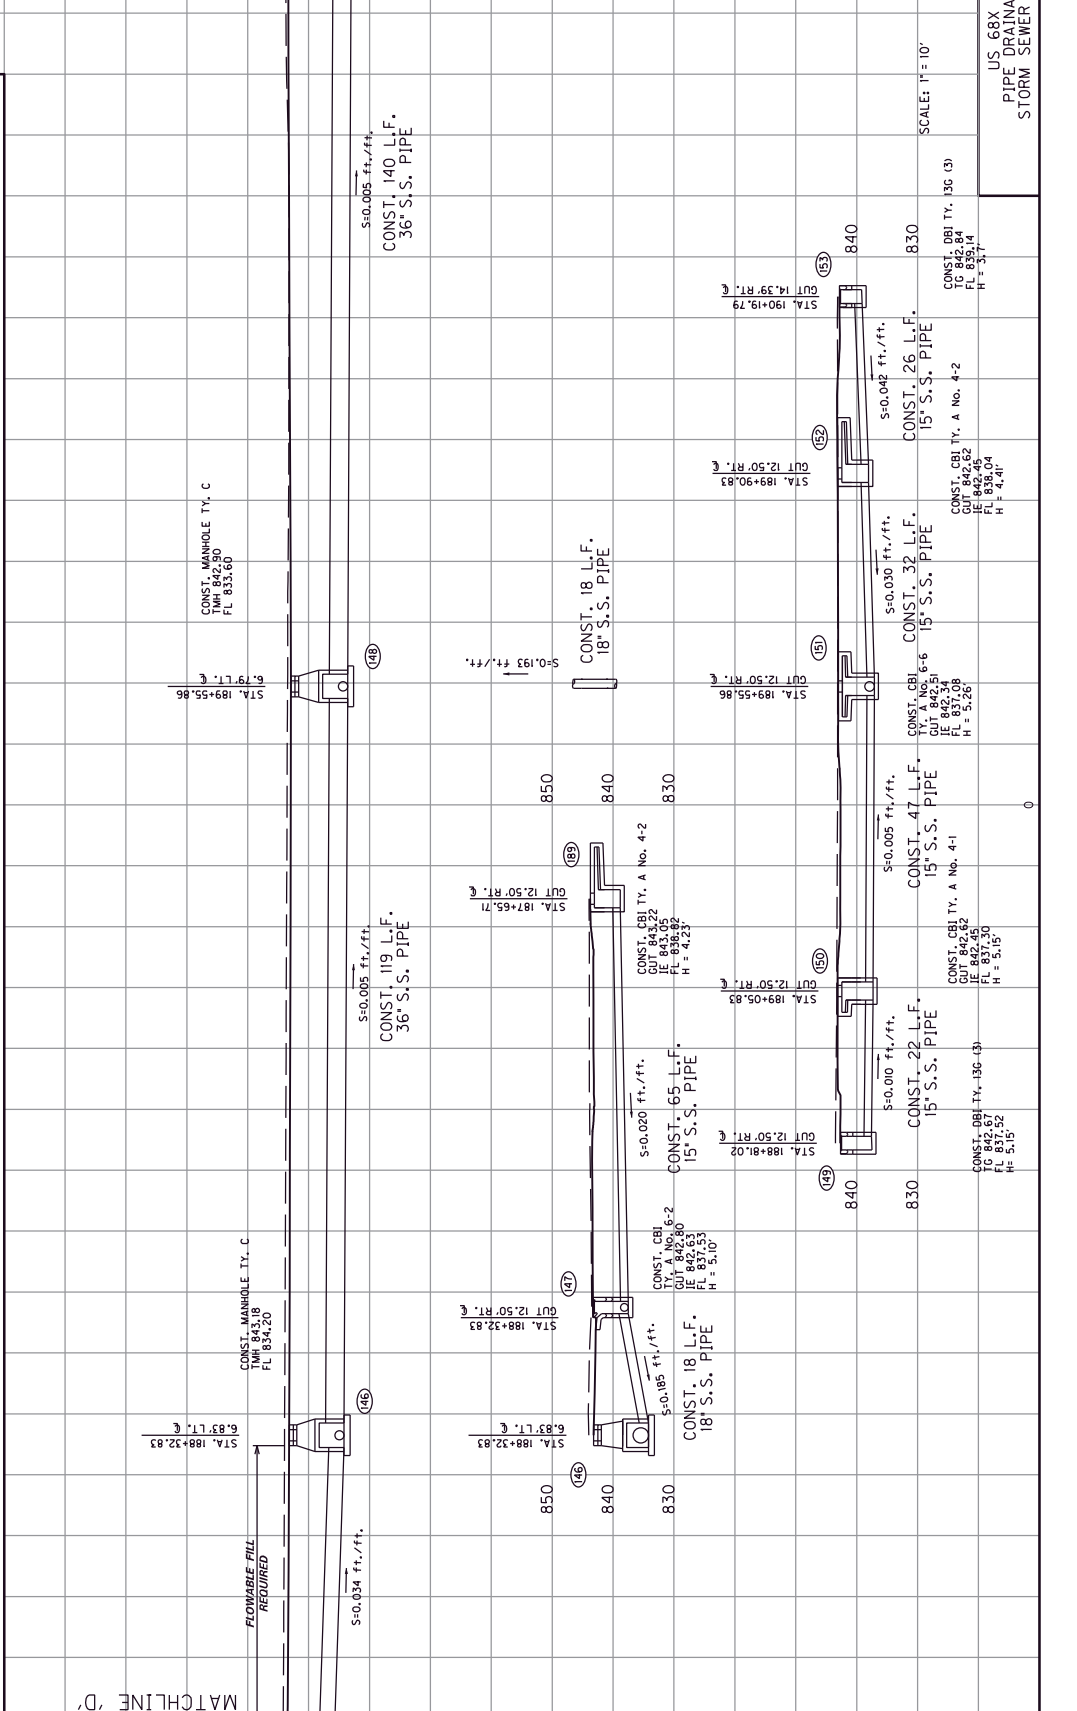 US 68X
PIPE DRAINA
STORM SEWER
SCALE: 1" = 10'
S=0.005 ft./ft.
CONST. 140 L.F.
36" S.S. PIPE
CONST. MANHOLE TY. C
TMH 842.90
FL 833.60
STA. 189+55.86
6.79' LT. ℄
148
S=0.005 ft./ft.
CONST. 119 L.F.
36" S.S. PIPE
CONST. MANHOLE TY. C
TMH 843.18
FL 834.20
STA. 188+32.83
6.83' LT. ℄
146
FLOWABLE FILL
REQUIRED
S=0.034 ft./ft.
MATCHLINE 'D'
S=0.193 ft./ft.
CONST. 18 L.F.
18" S.S. PIPE
850
840
830
189
STA. 187+65.71
GUT 12.50' RT. ℄
CONST. CBI TY. A No. 4-2
GUT 843.22
IE 843.05
FL 838.82
H = 4.23'
S=0.020 ft./ft.
CONST. 65 L.F.
15" S.S. PIPE
147
STA. 188+32.83
GUT 12.50' RT. ℄
CONST. CBI
TY. A No. 6-2
GUT 842.80
IE 842.63
FL 837.53
H = 5.10'
S=0.185 ft./ft.
CONST. 18 L.F.
18" S.S. PIPE
STA. 188+32.83
6.83' LT. ℄
146
850
840
830
840
830
153
STA. 190+19.79
GUT 14.39' RT. ℄
CONST. DBI TY. 13G (3)
TG 842.84
FL 839.14
H = 3.7'
S=0.042 ft./ft.
CONST. 26 L.F.
15" S.S. PIPE
152
STA. 189+90.83
GUT 12.50' RT. ℄
CONST. CBI TY. A No. 4-2
GUT 842.62
IE 842.45
FL 838.04
H = 4.41'
S=0.030 ft./ft.
CONST. 32 L.F.
15" S.S. PIPE
151
STA. 189+55.86
GUT 12.50' RT. ℄
CONST. CBI
TY. A No. 6-6
GUT 842.51
IE 842.34
FL 837.08
H = 5.26'
S=0.005 ft./ft.
CONST. 47 L.F.
15" S.S. PIPE
150
STA. 189+05.83
GUT 12.50' RT. ℄
CONST. CBI TY. A No. 4-1
GUT 842.62
IE 842.45
FL 837.30
H = 5.15'
S=0.010 ft./ft.
CONST. 22 L.F.
15" S.S. PIPE
149
STA. 188+81.02
GUT 12.50' RT. ℄
CONST. DBI TY. 13G (3)
TG 842.67
FL 837.52
H= 5.15'
840
830
0